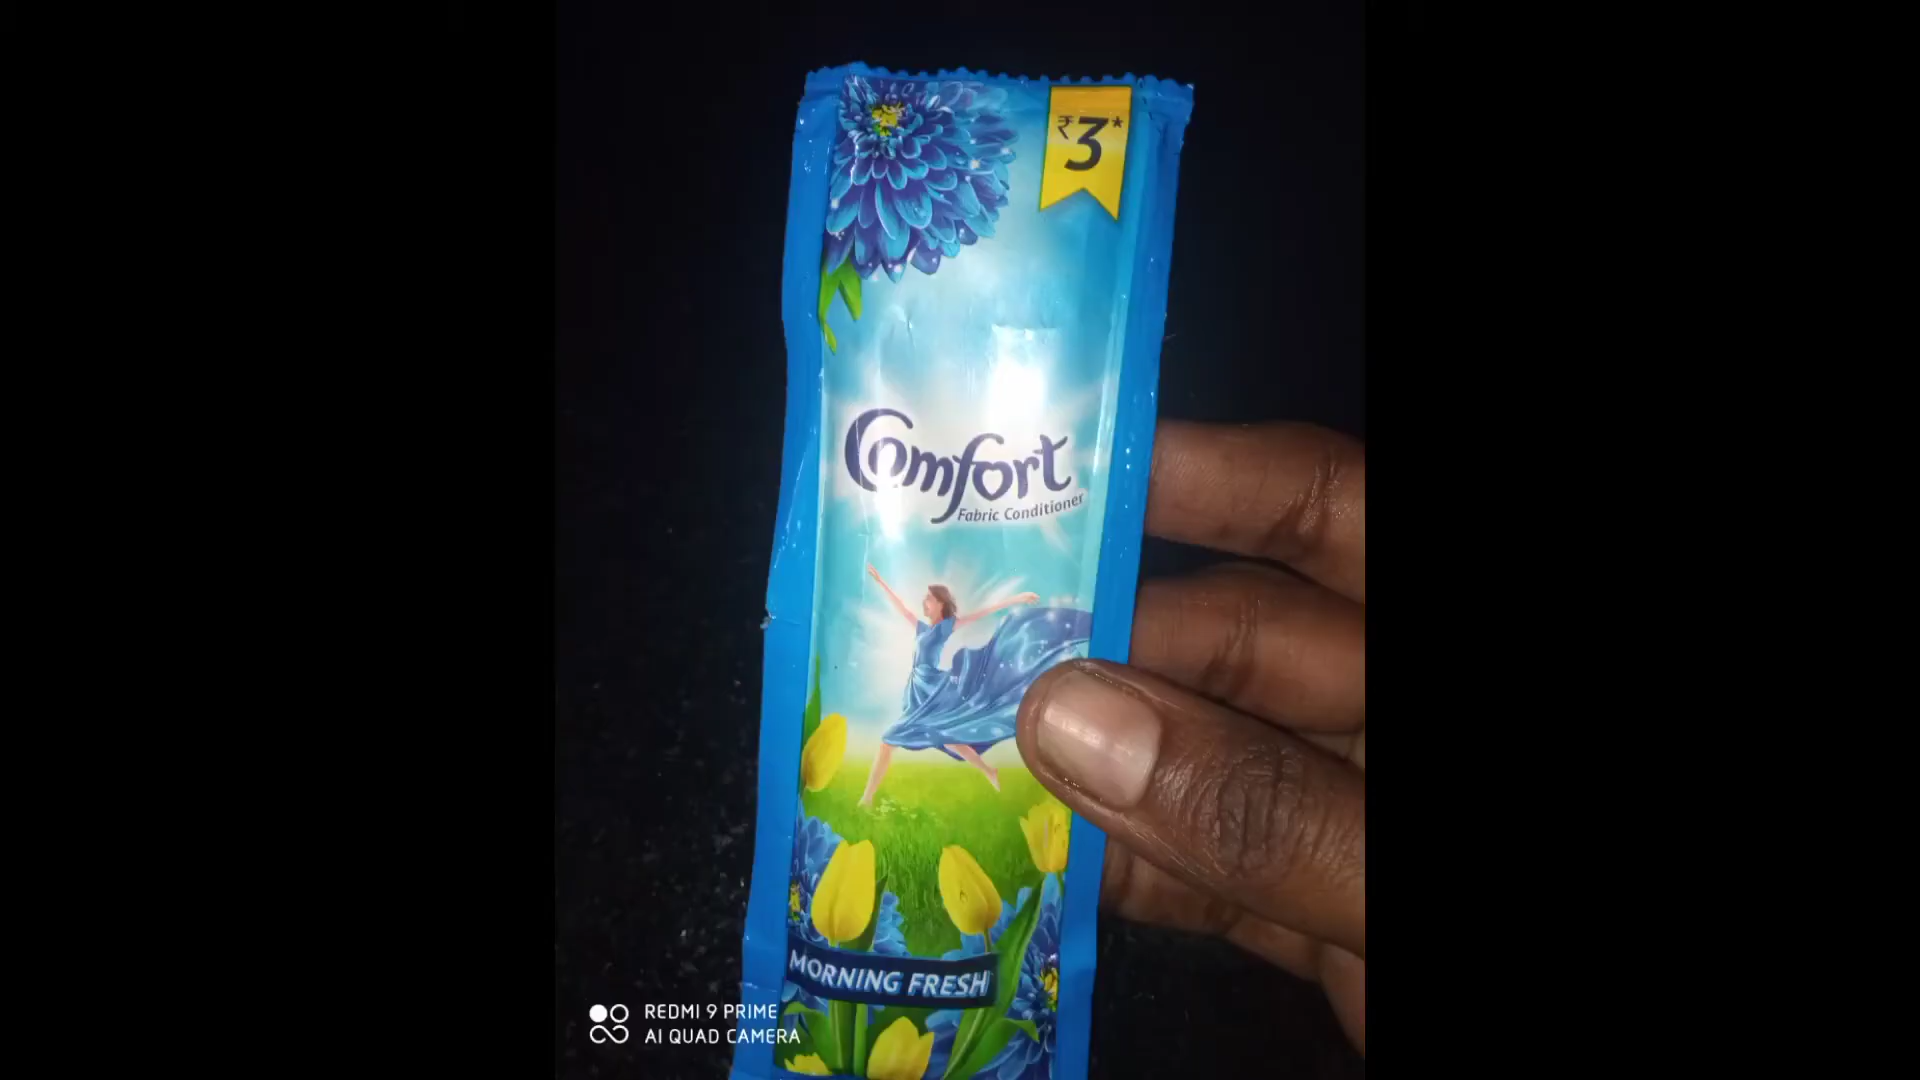 ₹3*
Comfort
Fabric Conditioner
MORNING FRESH
REDMI 9 PRIME
AI QUAD CAMERA